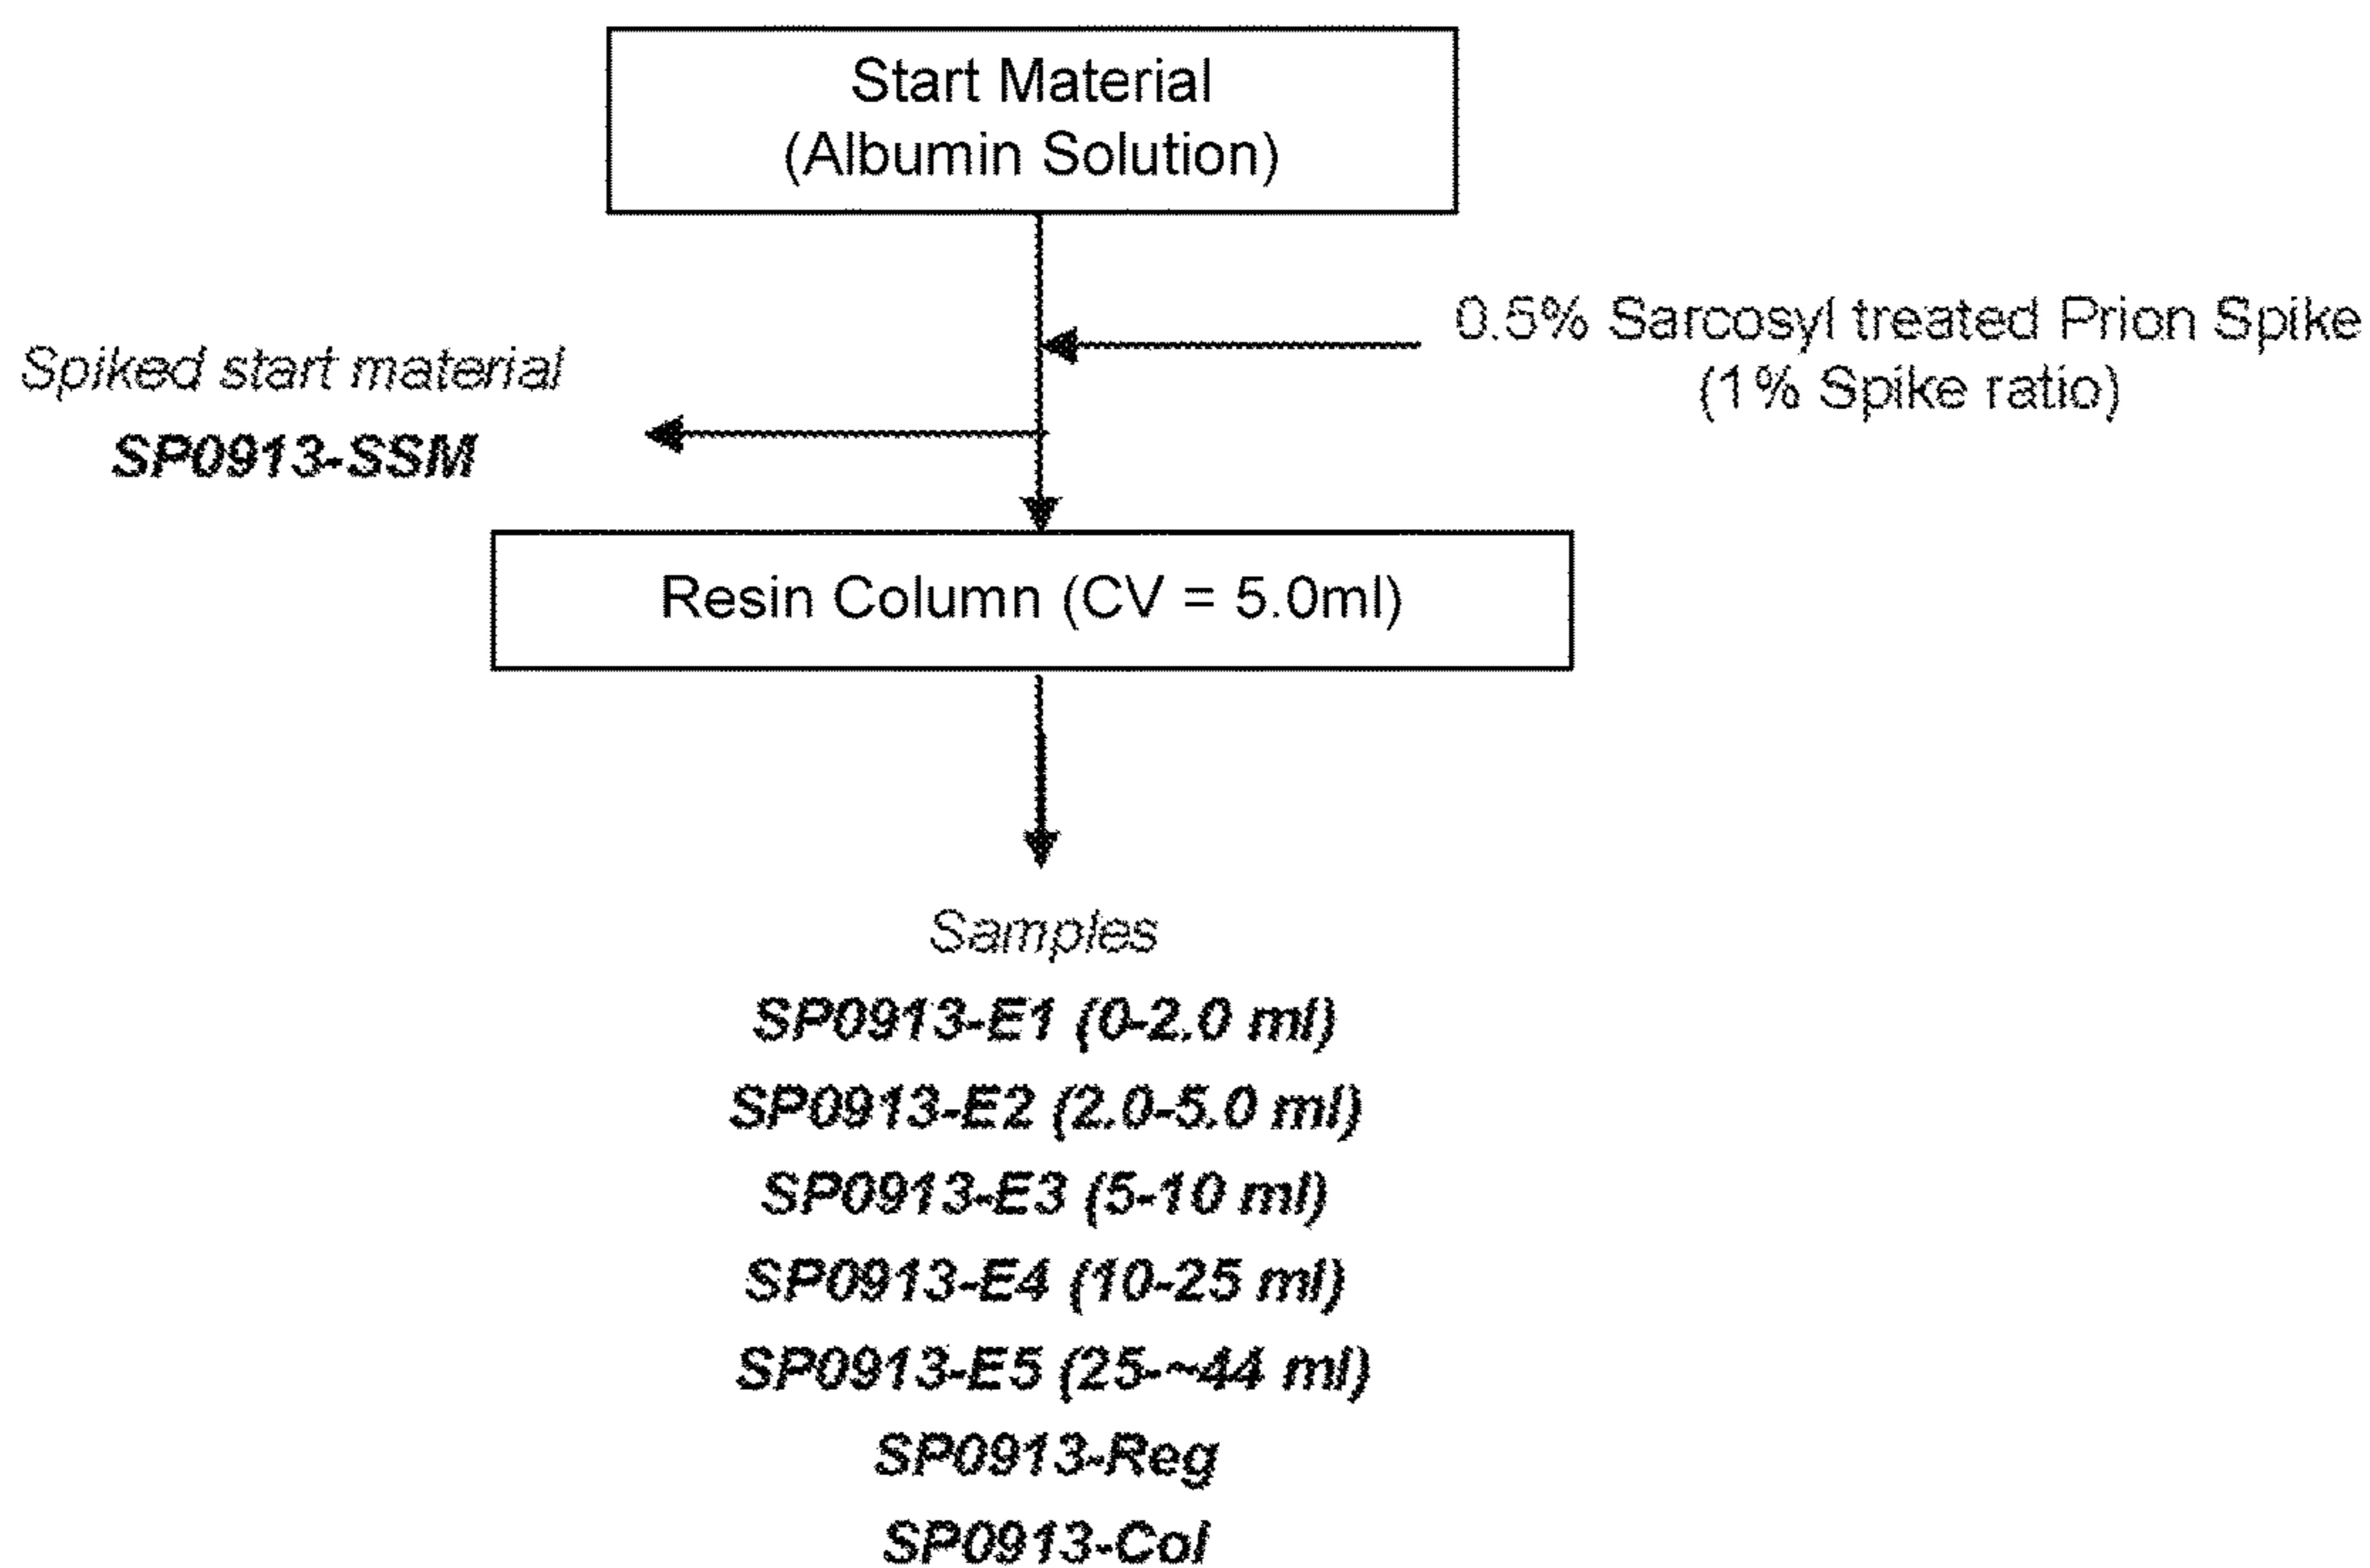 Start Material
(Albumin Solution)
0.5% Sarcosyl treated Prion Spike
(1% Spike ratio)
Spiked start material
SP0913-SSM
Resin Column (CV = 5.0ml)
Samples
SP0913-E1 (0-2.0 ml)
SP0913-E2 (2.0-5.0 ml)
SP0913-E3 (5-10 ml)
SP0913-E4 (10-25 ml)
SP0913-E5 (25-~44 ml)
SP0913-Reg
SP0913-Col